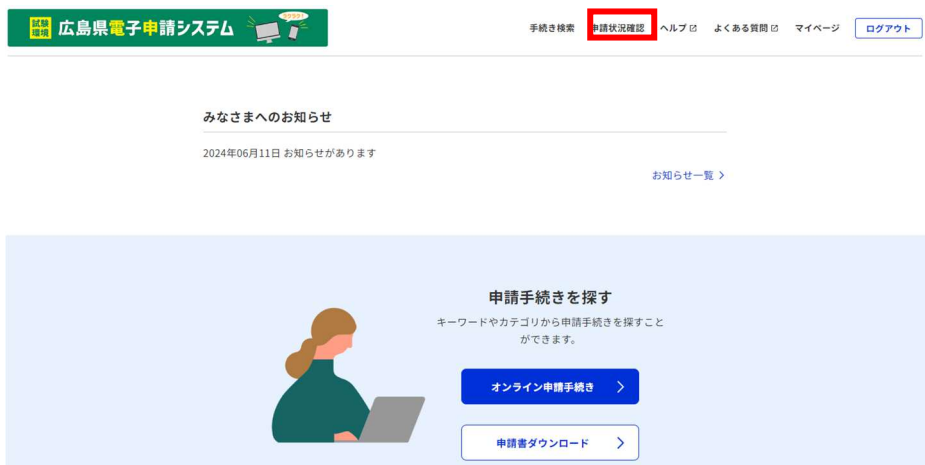 試験環境 広島県電子申請システム ラクラク!
手続き検索 申請状況確認 ヘルプ よくある質問 マイページ ログアウト
みなさまへのお知らせ
2024年06月11日 お知らせがあります
お知らせ一覧
申請手続きを探す
キーワードやカテゴリから申請手続きを探すこと
ができます。
オンライン申請手続き
申請書ダウンロード